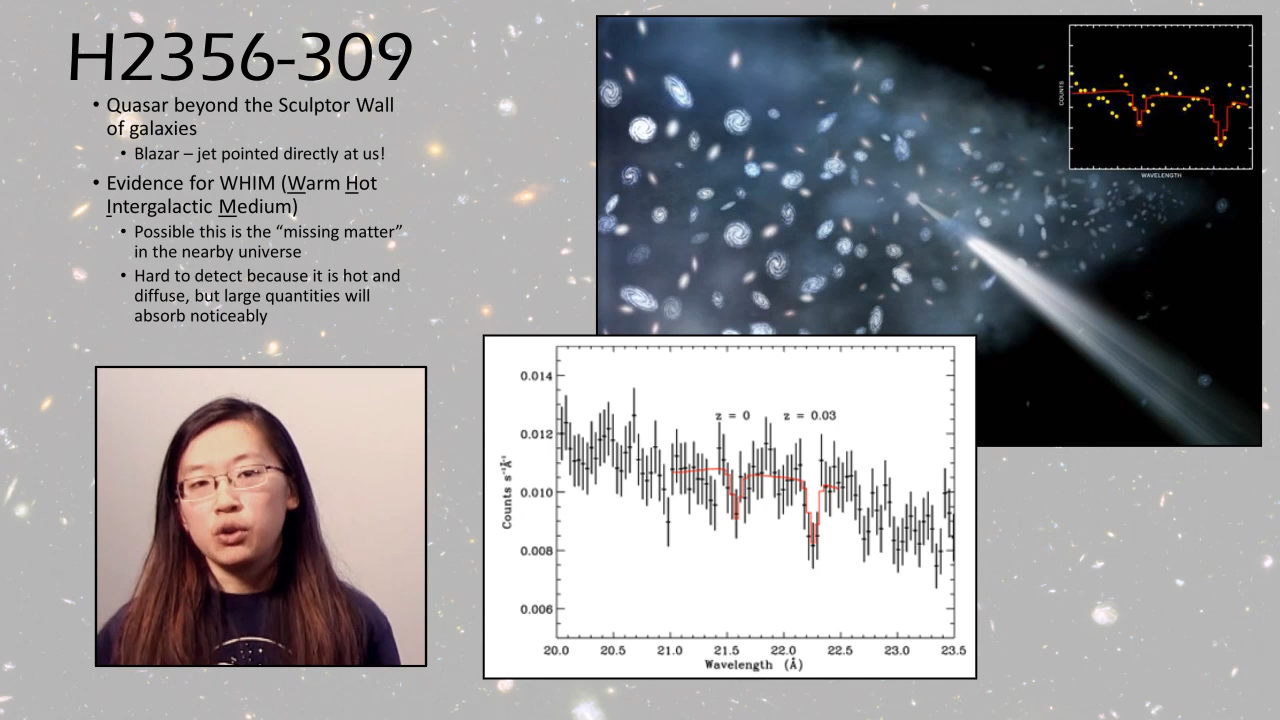 H2356-309
• Quasar beyond the Sculptor Wall
of galaxies
• Blazar – jet pointed directly at us!
• Evidence for WHIM (Warm Hot
Intergalactic Medium)
• Possible this is the “missing matter”
in the nearby universe
• Hard to detect because it is hot and
diffuse, but large quantities will
absorb noticeably
COUNTS
WAVELENGTH
z = 0 z = 0.03
Counts s⁻¹Å⁻¹
0.014
0.012
0.010
0.008
0.006
20.0 20.5 21.0 21.5 22.0 22.5 23.0 23.5
Wavelength (Å)